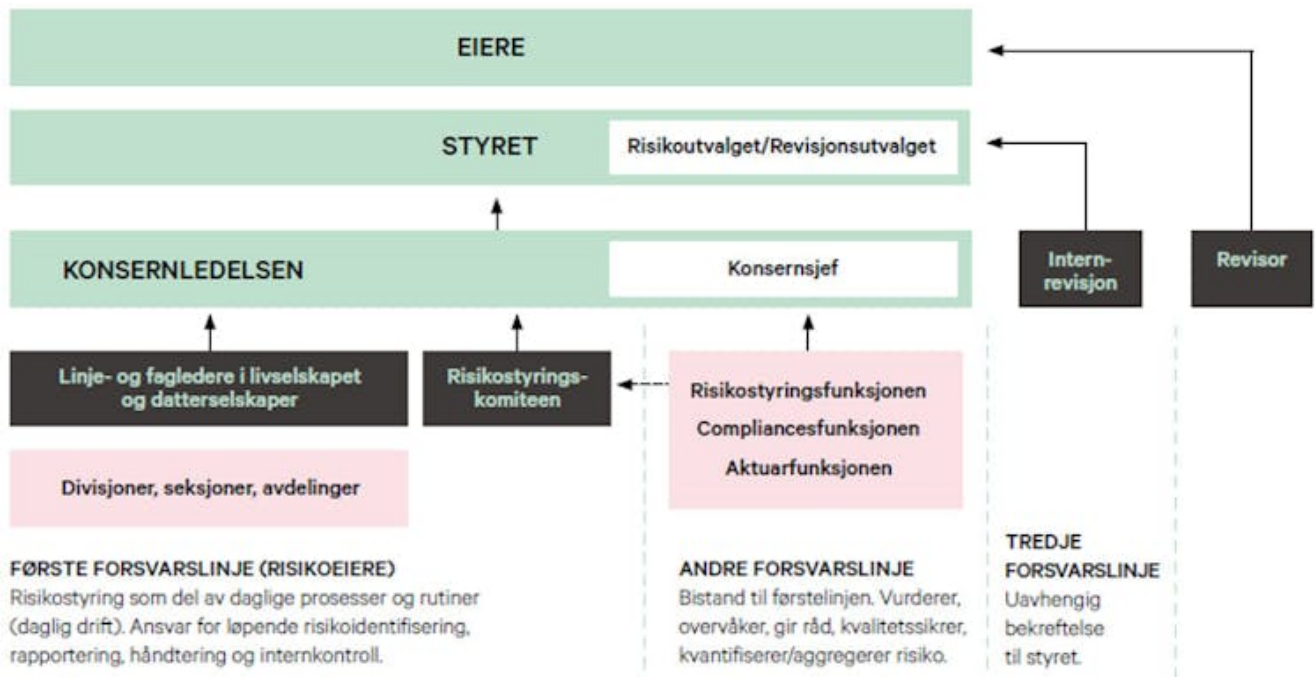 EIERE
STYRET
Risikoutvalget/Revisjonsutvalget
KONSERNLEDELSEN
Konsernsjef
Intern-
revisjon
Revisor
Linje- og fagledere i livselskapet
og datterselskaper
Risikostyrings-
komiteen
Risikostyringsfunksjonen
Compliancesfunksjonen
Aktuarfunksjonen
Divisjoner, seksjoner, avdelinger
FØRSTE FORSVARSLINJE (RISIKOEIERE)
Risikostyring som del av daglige prosesser og rutiner
(daglig drift). Ansvar for løpende risikoidentifisering,
rapportering, håndtering og internkontroll.
ANDRE FORSVARSLINJE
Bistand til førstelinjen. Vurderer,
overvåker, gir råd, kvalitetssikrer,
kvantifiserer/aggregerer risiko.
TREDJE
FORSVARSLINJE
Uavhengig
bekreftelse
til styret.